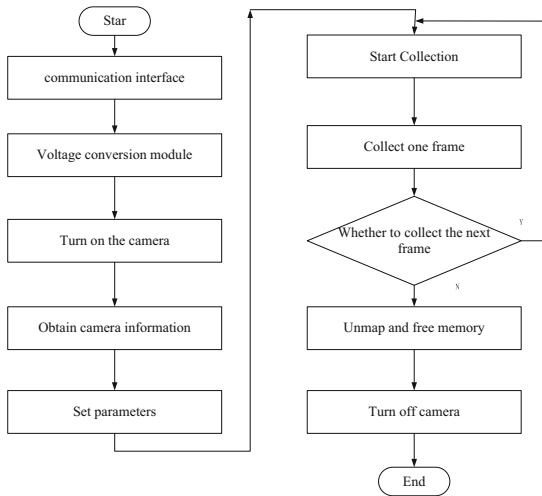 Star
communication interface
Voltage conversion module
Turn on the camera
Obtain camera information
Set parameters
Start Collection
Collect one frame
Whether to collect the next
frame
Y
N
Unmap and free memory
Turn off camera
End